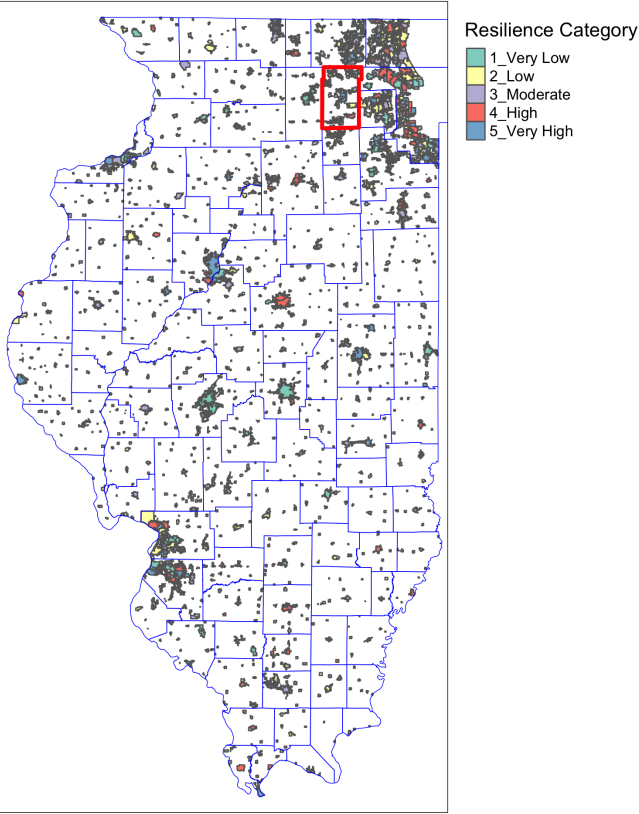 Resilience Category
1_Very Low
2_Low
3_Moderate
4_High
5_Very High